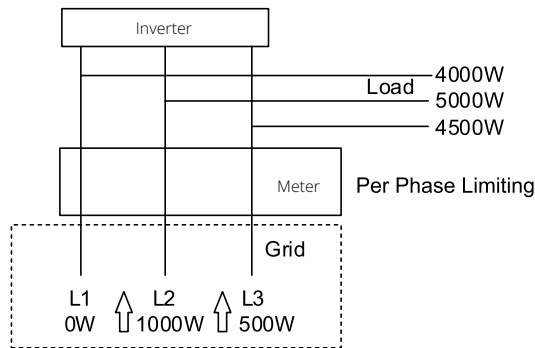 Inverter
4000W
Load
5000W
4500W
Meter
Per Phase Limiting
Grid
L1
L2
L3
0W
1000W
500W